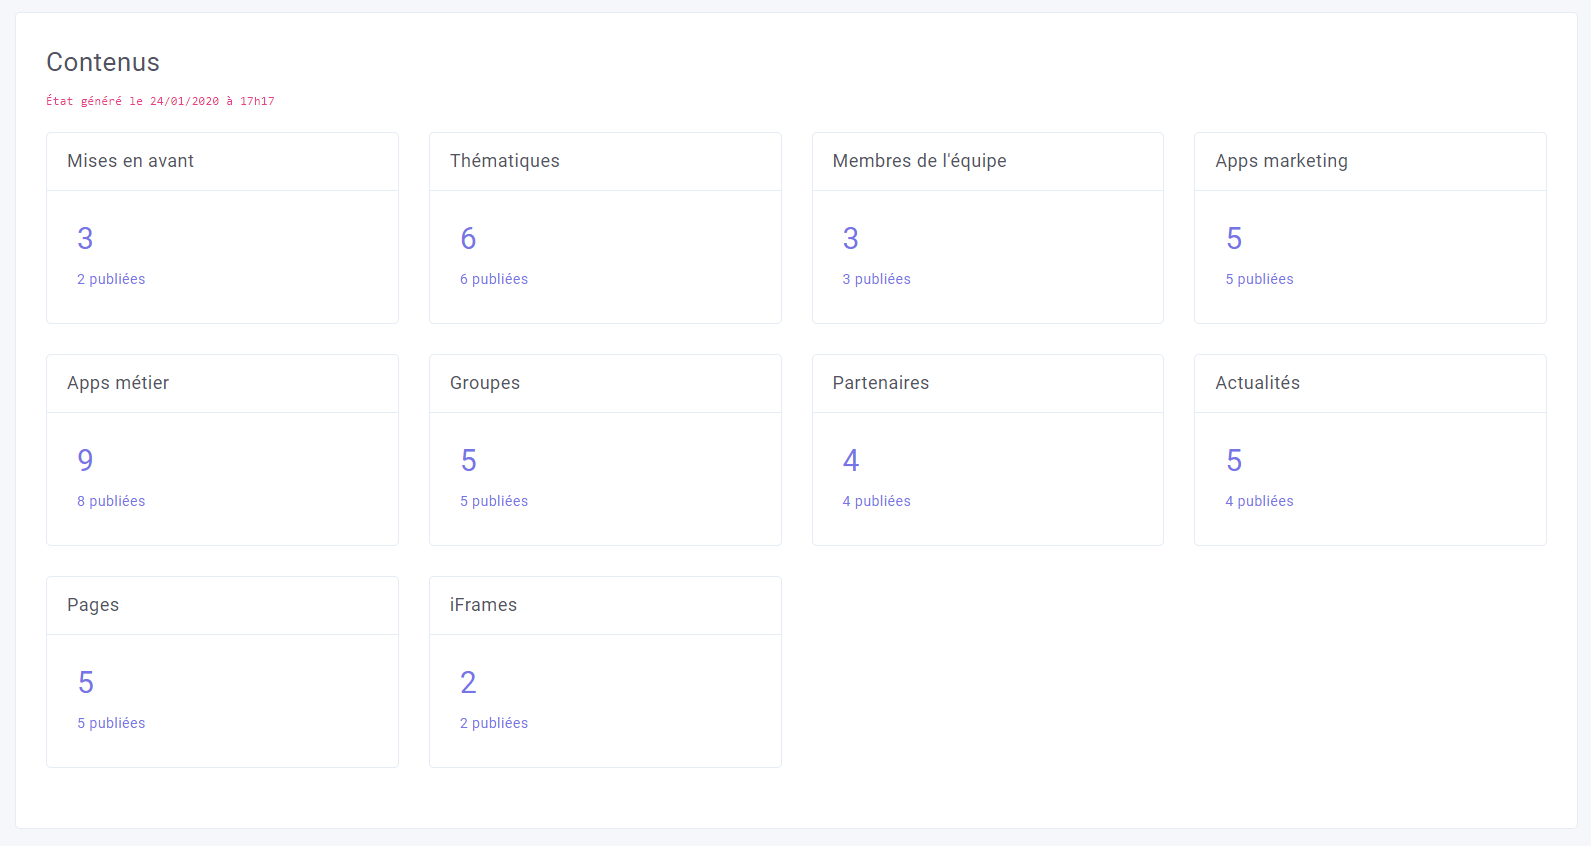 Contenus
État généré le 24/01/2020 à 17h17
Mises en avant
3
2 publiées
Thématiques
6
6 publiées
Membres de l'équipe
3
3 publiées
Apps marketing
5
5 publiées
Apps métier
9
8 publiées
Groupes
5
5 publiées
Partenaires
4
4 publiées
Actualités
5
4 publiées
Pages
5
5 publiées
iFrames
2
2 publiées